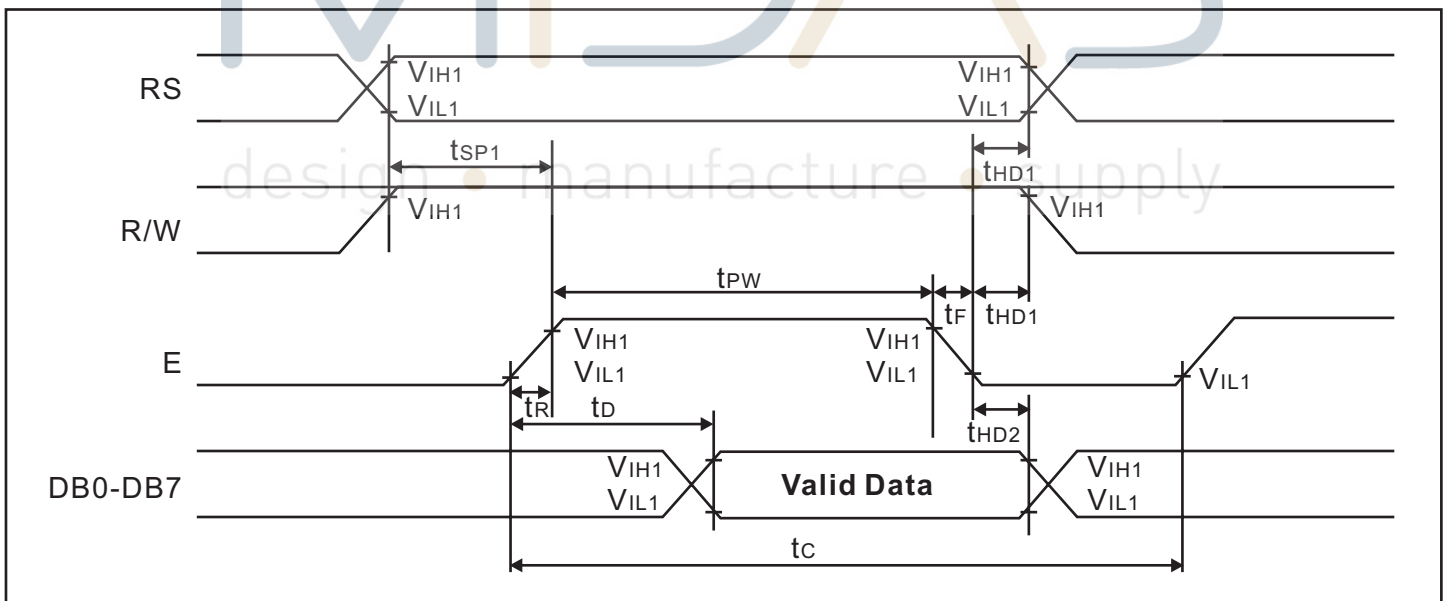 MIDAS
RS
VIH1 VIH1
VIL1 VIL1
tSP1 tHD1
design • manufacture • supply
R/W
VIH1 VIH1
tPW
tF tHD1
E
VIH1 VIH1
VIL1 VIL1 VIL1
tR tD tHD2
DB0-DB7
VIH1 Valid Data VIH1
VIL1 VIL1
tC